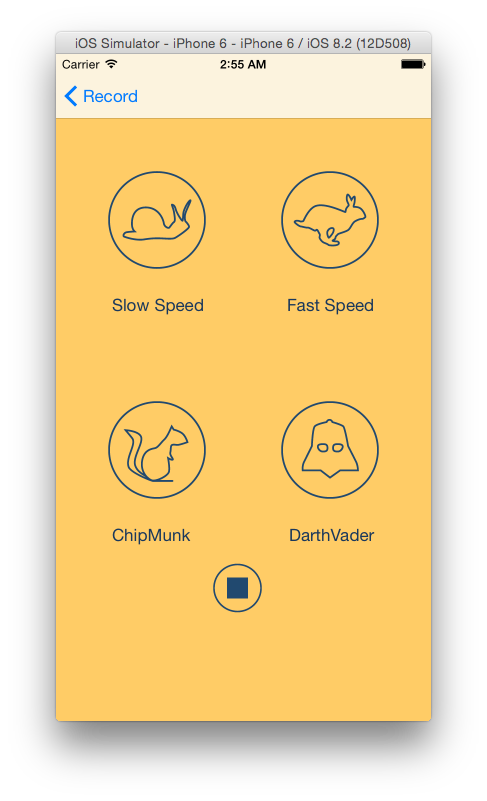 iOS Simulator - iPhone 6 - iPhone 6 / iOS 8.2 (12D508)
Carrier 2:55 AM
Record
Slow Speed Fast Speed
ChipMunk DarthVader